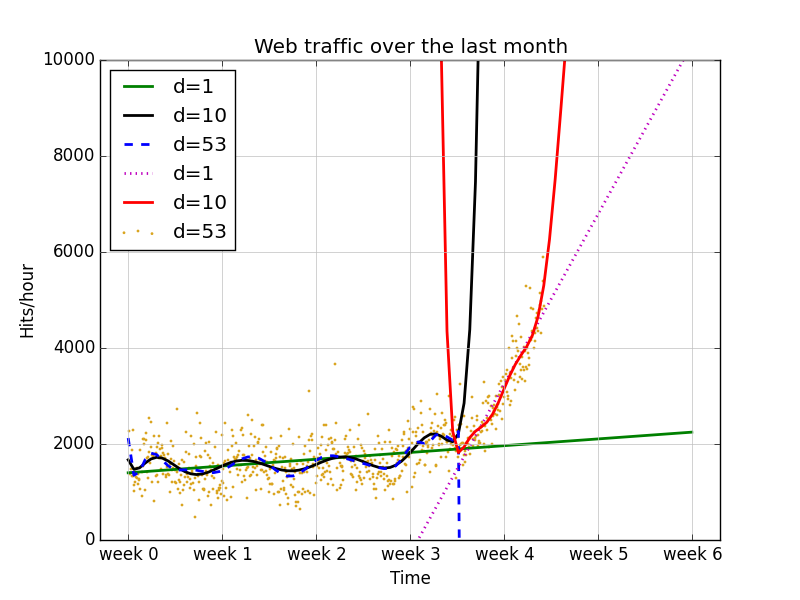 Web traffic over the last month
10000
8000
6000
4000
2000
0
Hits/hour
d=1
d=10
d=53
d=1
d=10
d=53
week 0 week 1 week 2 week 3 week 4 week 5 week 6
Time